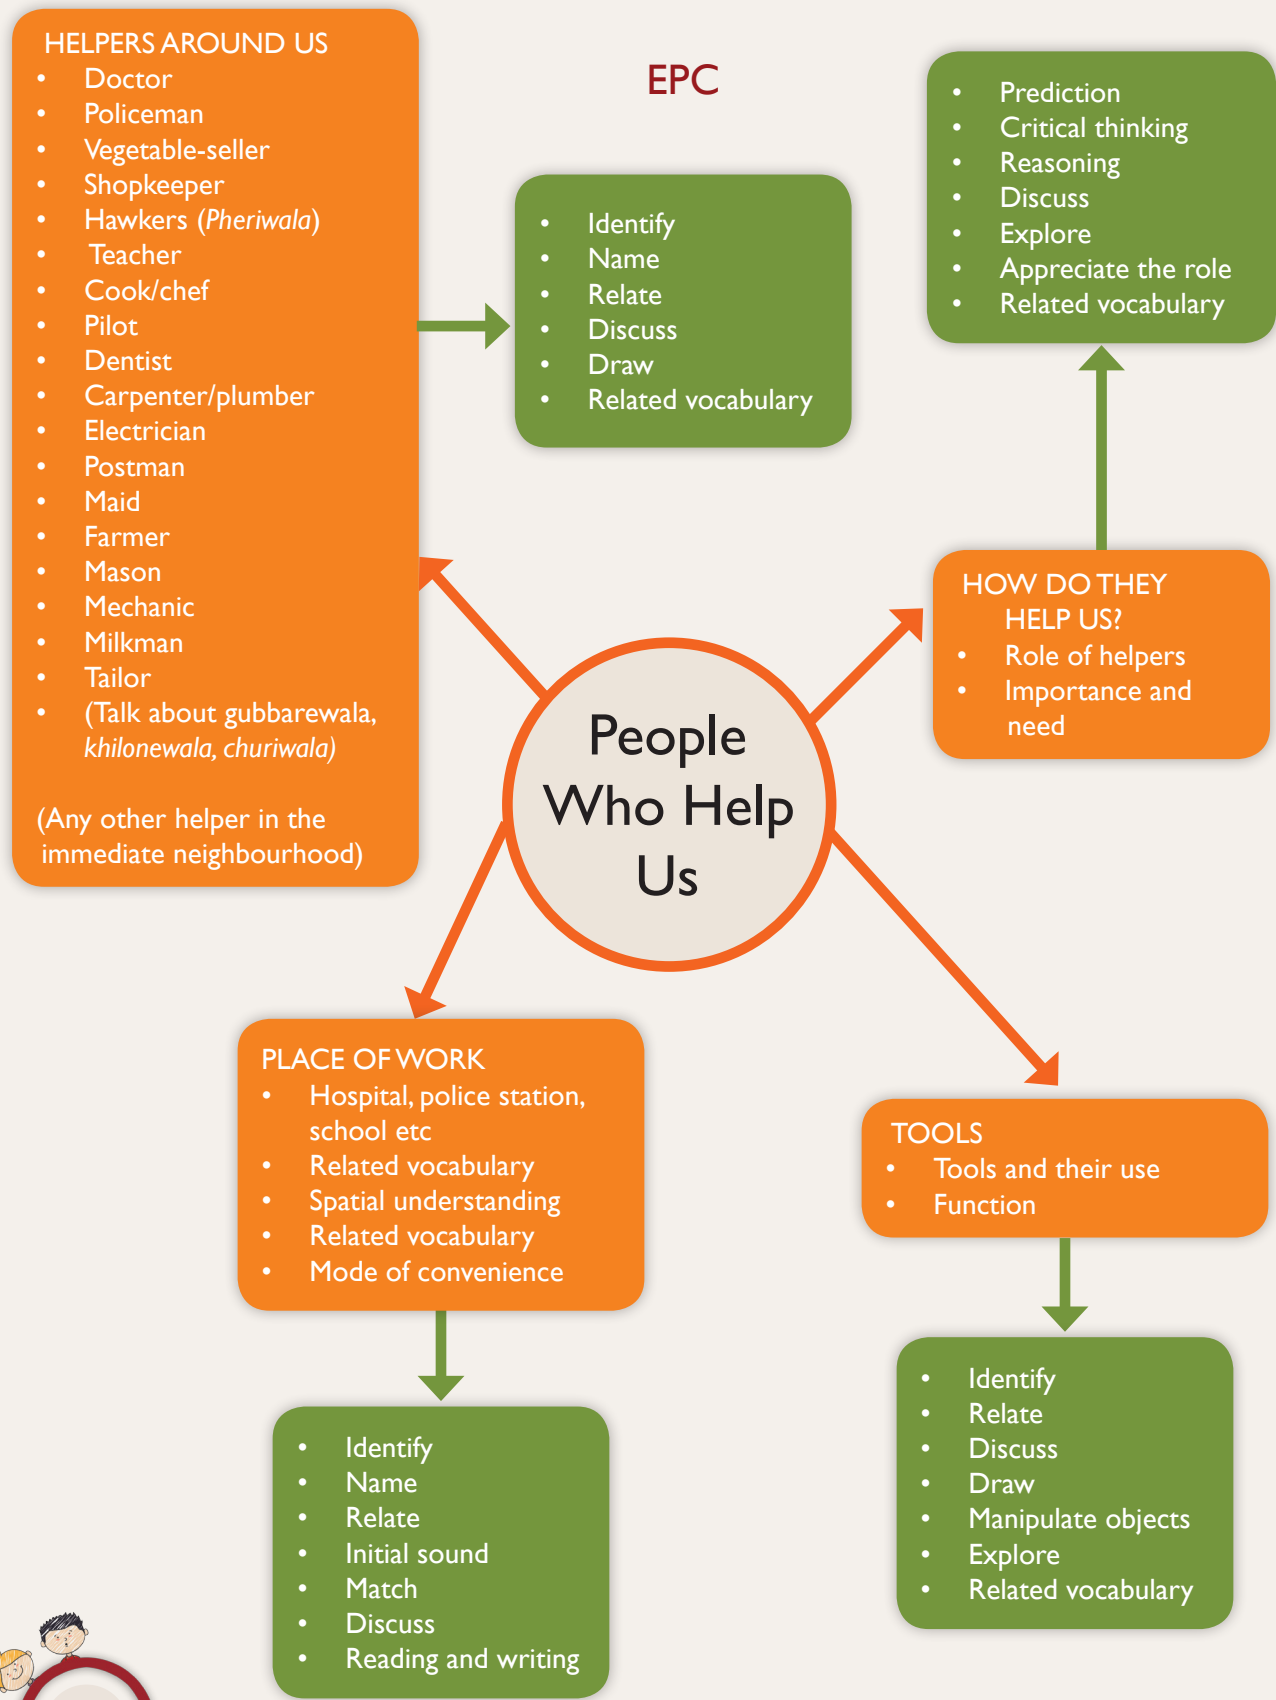 HELPERS AROUND US
• Doctor
• Policeman
• Vegetable-seller
• Shopkeeper
• Hawkers (Pheriwala)
• Teacher
• Cook/chef
• Pilot
• Dentist
• Carpenter/plumber
• Electrician
• Postman
• Maid
• Farmer
• Mason
• Mechanic
• Milkman
• Tailor
• (Talk about gubbarewala,
khilonewala, churiwala)
(Any other helper in the
immediate neighbourhood)
EPC
• Identify
• Name
• Relate
• Discuss
• Draw
• Related vocabulary
• Prediction
• Critical thinking
• Reasoning
• Discuss
• Explore
• Appreciate the role
• Related vocabulary
HOW DO THEY
HELP US?
• Role of helpers
• Importance and
need
People
Who Help
Us
PLACE OF WORK
• Hospital, police station,
school etc
• Related vocabulary
• Spatial understanding
• Related vocabulary
• Mode of convenience
TOOLS
• Tools and their use
• Function
• Identify
• Name
• Relate
• Initial sound
• Match
• Discuss
• Reading and writing
• Identify
• Relate
• Discuss
• Draw
• Manipulate objects
• Explore
• Related vocabulary